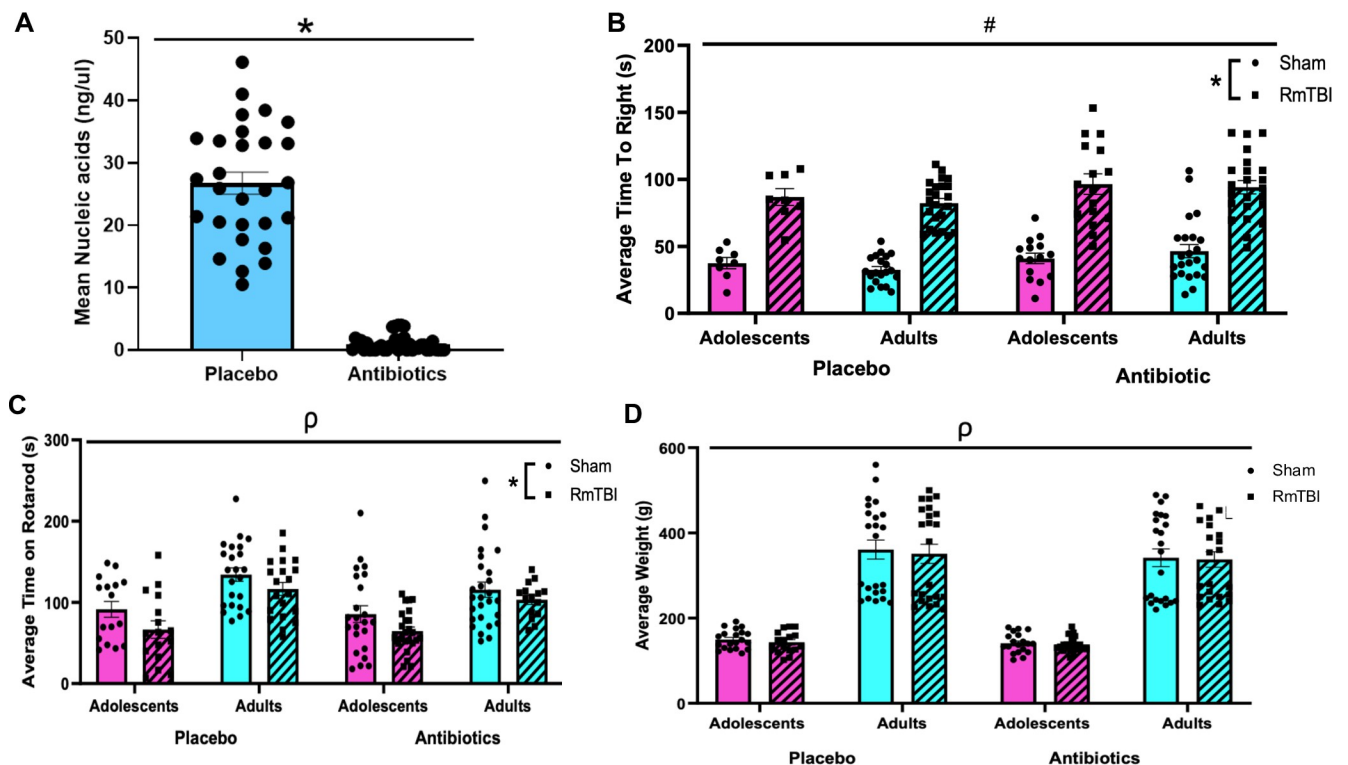 A
*
50
40
30
20
10
0
Mean Nucleic acids (ng/ul)
Placebo Antibiotics
B
#
200
150
100
50
0
Average Time To Right (s)
* Sham
RmTBI
Adolescents Adults Adolescents Adults
Placebo Antibiotic
C
ρ
300
200
100
0
Average Time on Rotarod (s)
* Sham
RmTBI
Adolescents Adults Adolescents Adults
Placebo Antibiotics
D
ρ
600
400
200
0
Average Weight (g)
Sham
RmTBI
Adolescents Adults Adolescents Adults
Placebo Antibiotics